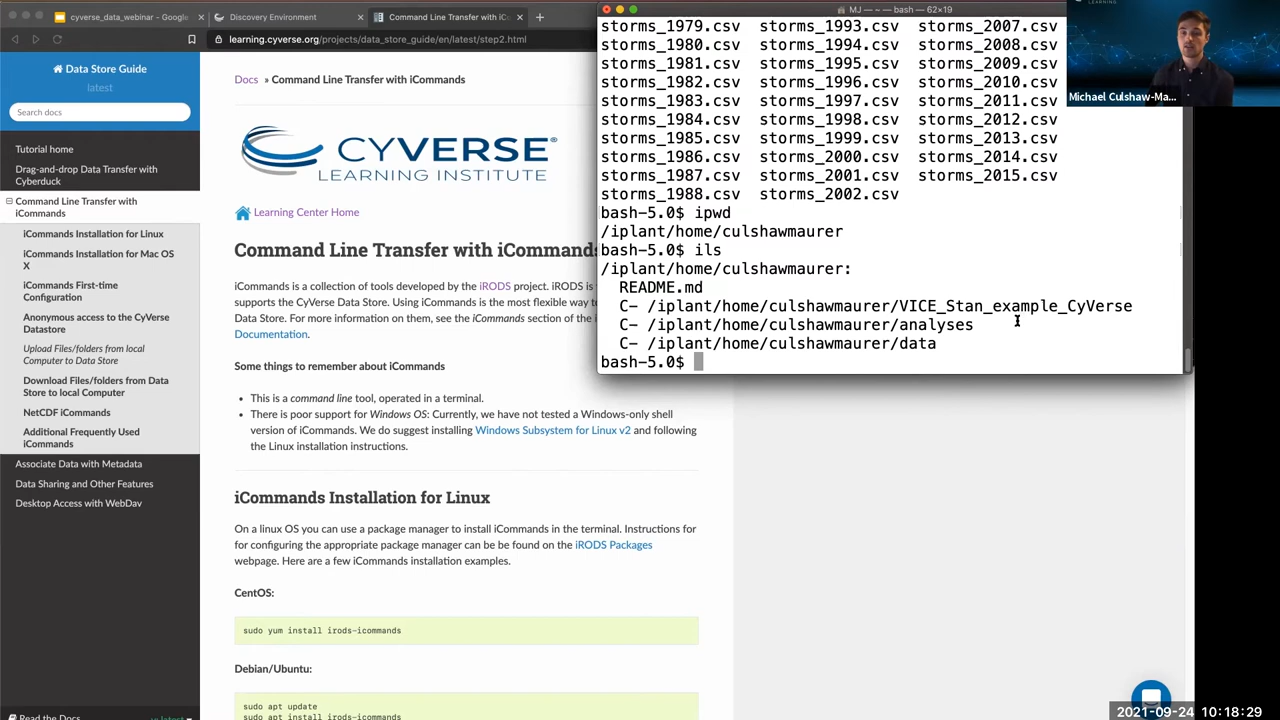 cyverse_data_webinar - Google
Discovery Environment
Command Line Transfer with iC
learning.cyverse.org/projects/data_store_guide/en/latest/step2.html
Data Store Guide
latest
Search docs
Tutorial home
Drag-and-drop Data Transfer with
Cyberduck
Command Line Transfer with
iCommands
iCommands Installation for Linux
iCommands Installation for Mac OS
X
iCommands First-time
Configuration
Anonymous access to the CyVerse
Datastore
Upload Files/folders from local
Computer to Data Store
Download Files/folders from Data
Store to local Computer
NetCDF iCommands
Additional Frequently Used
iCommands
Associate Data with Metadata
Data Sharing and Other Features
Desktop Access with WebDav
Read the Docs
v: latest
Docs » Command Line Transfer with iCommands
CYVERSE®
LEARNING INSTITUTE
Learning Center Home
Command Line Transfer with iCommands
iCommands is a collection of tools developed by the iRODS project. iRODS is
supports the CyVerse Data Store. Using iCommands is the most flexible way to
Data Store. For more information on them, see the iCommands section of the i
Documentation.
Some things to remember about iCommands
This is a command line tool, operated in a terminal.
There is poor support for Windows OS: Currently, we have not tested a Windows-only shell
version of iCommands. We do suggest installing Windows Subsystem for Linux v2 and following
the Linux installation instructions.
iCommands Installation for Linux
On a linux OS you can use a package manager to install iCommands in the terminal. Instructions for
for configuring the appropriate package manager can be be found on the iRODS Packages
webpage. Here are a few iCommands installation examples.
CentOS:
sudo yum install irods-icommands
Debian/Ubuntu:
sudo apt update
sudo apt install irods-icommands
MJ — bash — 62×19
storms_1979.csv storms_1993.csv storms_2007.csv
storms_1980.csv storms_1994.csv storms_2008.csv
storms_1981.csv storms_1995.csv storms_2009.csv
storms_1982.csv storms_1996.csv storms_2010.csv
storms_1983.csv storms_1997.csv storms_2011.csv
storms_1984.csv storms_1998.csv storms_2012.csv
storms_1985.csv storms_1999.csv storms_2013.csv
storms_1986.csv storms_2000.csv storms_2014.csv
storms_1987.csv storms_2001.csv storms_2015.csv
storms_1988.csv storms_2002.csv
bash-5.0$ ipwd
/iplant/home/culshawmaurer
bash-5.0$ ils
/iplant/home/culshawmaurer:
README.md
C- /iplant/home/culshawmaurer/VICE_Stan_example_CyVerse
C- /iplant/home/culshawmaurer/analyses
C- /iplant/home/culshawmaurer/data
bash-5.0$
LEARNING
Michael Culshaw-Ma...
2021-09-24 10:18:29